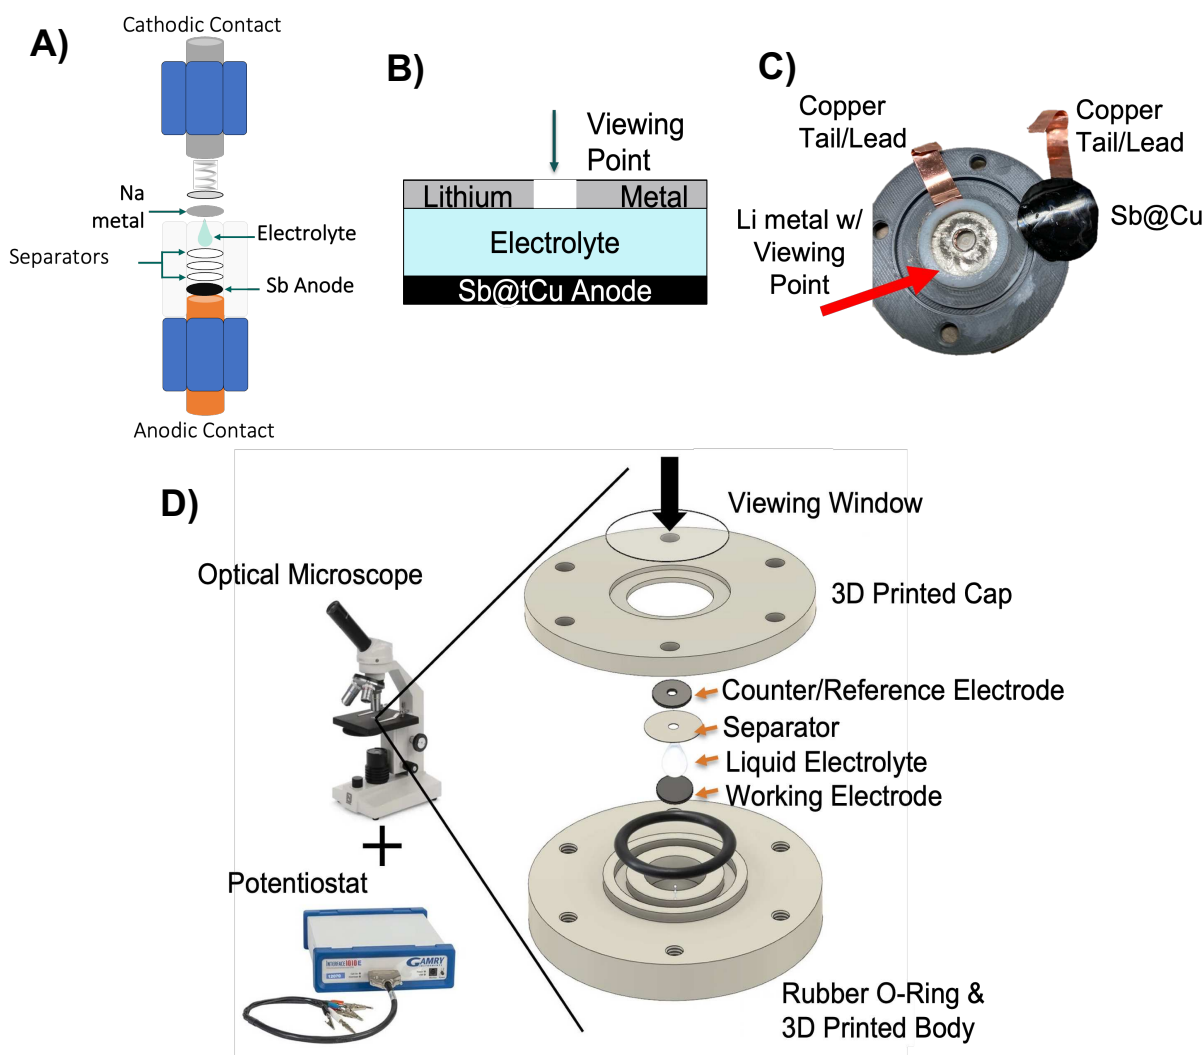 A)
Cathodic Contact
Na
metal
Electrolyte
Separators
Sb Anode
Anodic Contact
B)
Viewing
Point
Lithium
Metal
Electrolyte
Sb@tCu Anode
C)
Copper
Tail/Lead
Copper
Tail/Lead
Li metal w/
Viewing
Point
Sb@Cu
D)
Optical Microscope
+
Potentiostat
GAMRY
Viewing Window
3D Printed Cap
Counter/Reference Electrode
Separator
Liquid Electrolyte
Working Electrode
Rubber O-Ring &
3D Printed Body